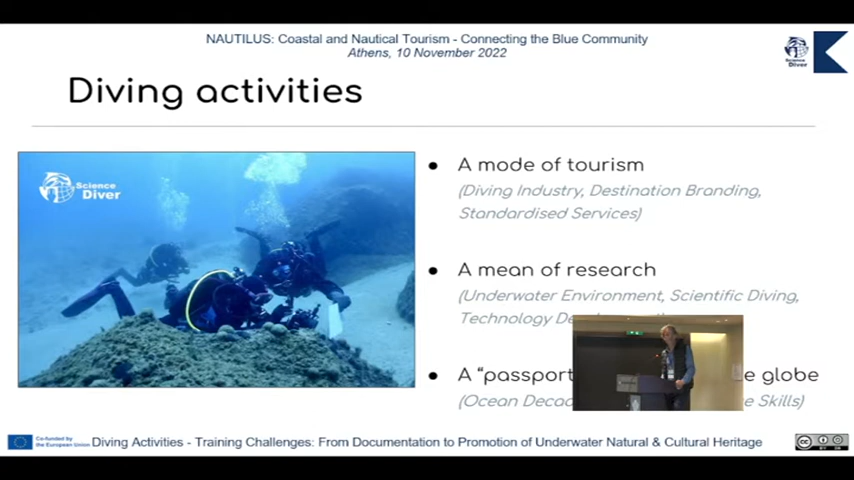 NAUTILUS: Coastal and Nautical Tourism - Connecting the Blue Community
Athens, 10 November 2022
Science
Diver
Diving activities
Science
Diver
● A mode of tourism
(Diving Industry, Destination Branding,
Standardised Services)
● A mean of research
(Underwater Environment, Scientific Diving,
Technology De
● A “passport e globe
(Ocean Decad e Skills)
Co-funded by
the European Union
Diving Activities - Training Challenges: From Documentation to Promotion of Underwater Natural & Cultural Heritage
CC
BY